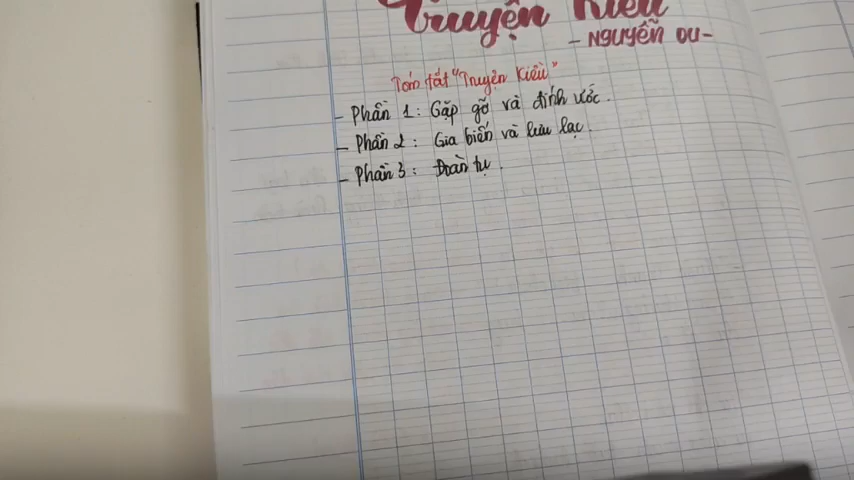 Truyện Kiều
- NGUYỄN DU -
Tóm tắt "Truyện Kiều"
- Phần 1: Gặp gỡ và đính ước.
- Phần 2: Gia biến và lưu lạc.
- Phần 3: Đoàn tụ.